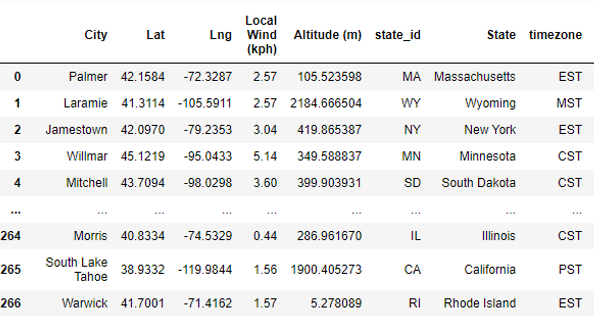 City Lat Lng Local Wind (kph) Altitude (m) state_id State timezone
0 Palmer 42.1584 -72.3287 2.57 105.523598 MA Massachusetts EST
1 Laramie 41.3114 -105.5911 2.57 2184.666504 WY Wyoming MST
2 Jamestown 42.0970 -79.2353 3.04 419.865387 NY New York EST
3 Willmar 45.1219 -95.0433 5.14 349.588837 MN Minnesota CST
4 Mitchell 43.7094 -98.0298 3.60 399.903931 SD South Dakota CST
... ... ... ... ... ... ... ... ...
264 Morris 40.8334 -74.5329 0.44 286.961670 IL Illinois CST
265 South Lake Tahoe 38.9332 -119.9844 1.56 1900.405273 CA California PST
266 Warwick 41.7001 -71.4162 1.57 5.278089 RI Rhode Island EST